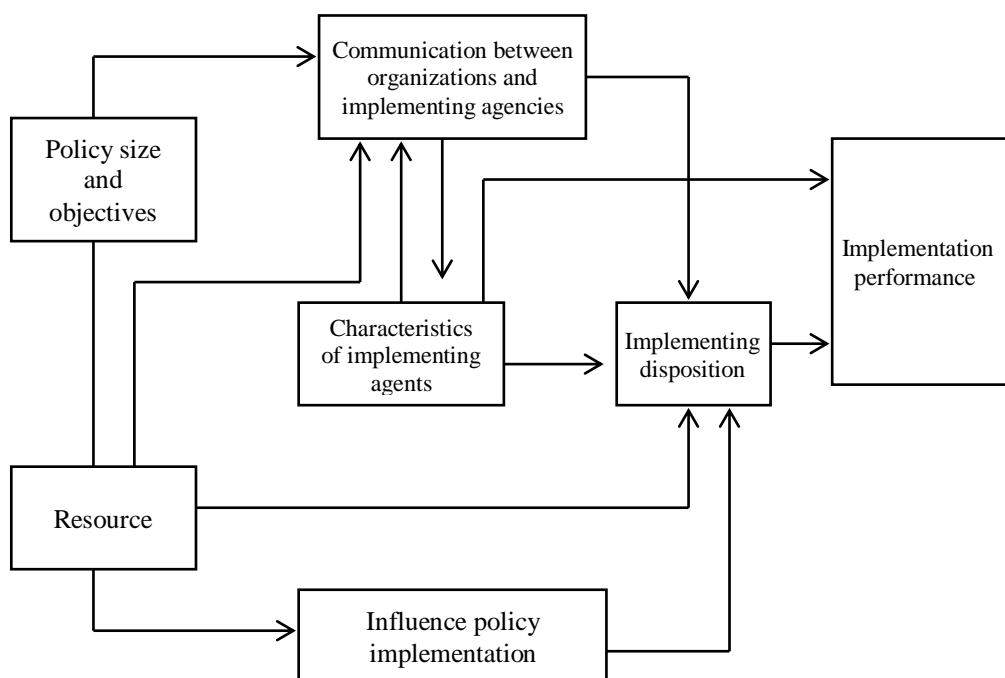 Communication between
organizations and
implementing agencies
Policy size
and
objectives
Implementation
performance
Characteristics
of implementing
agents
Implementing
disposition
Resource
Influence policy
implementation